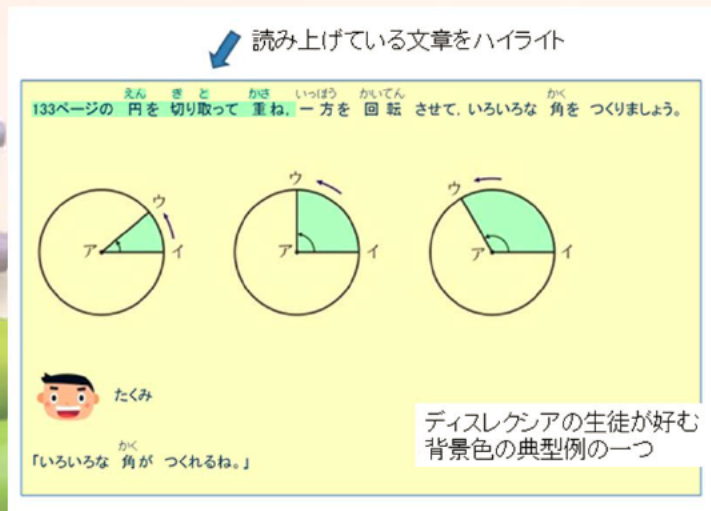 読み上げている文章をハイライト
えん き と かさ いっぽう かいてん かく
133ページの 円を 切り取って 重ね, 一方を 回転 させて, いろいろな 角を つくりましょう。
ウ ウ ウ
ア イ ア イ ア イ
たくみ
ディスレクシアの生徒が好む
背景色の典型例の一つ
かく
「いろいろな 角が つくれるね。」